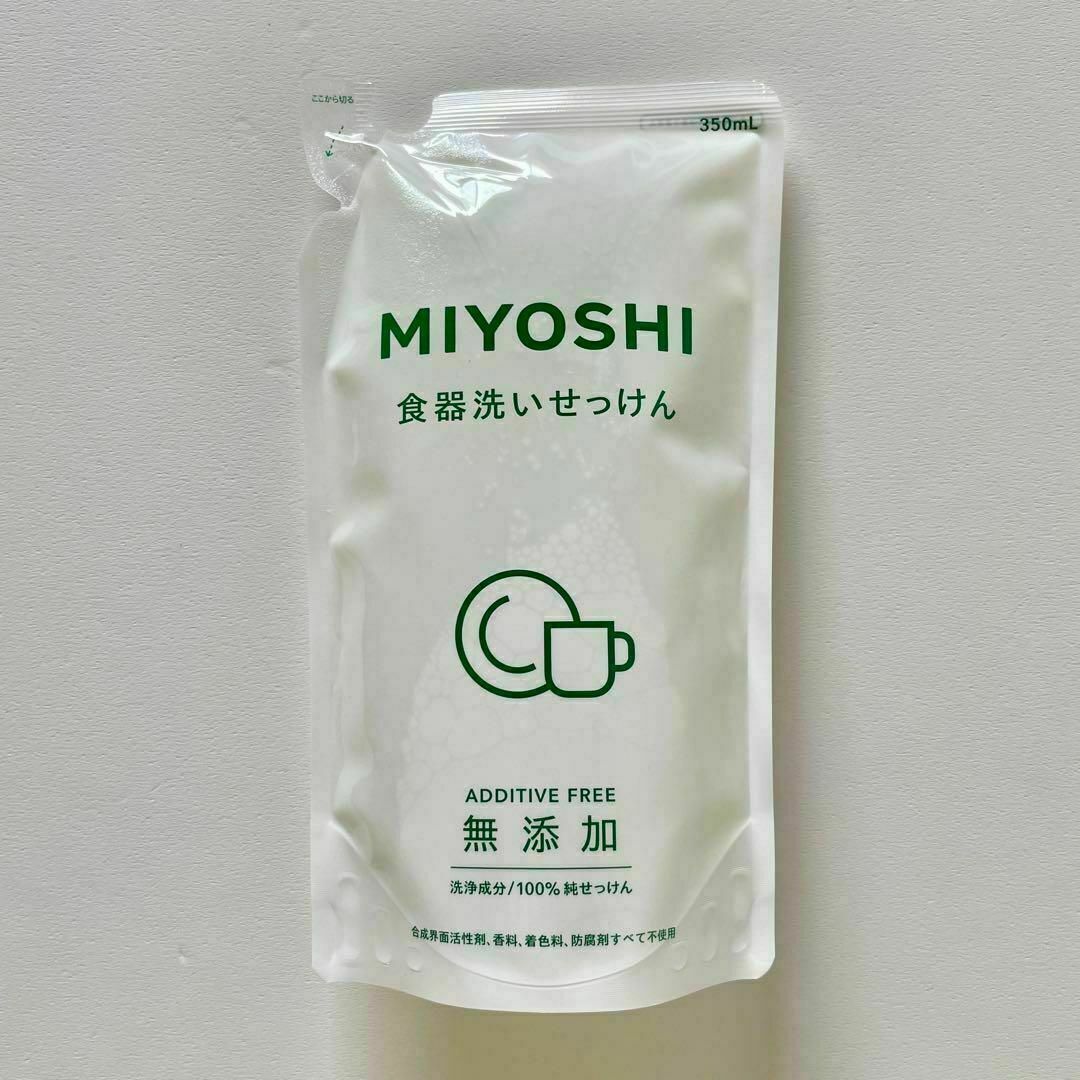 ここから切る
350mL
MIYOSHI
食器洗いせっけん
ADDITIVE FREE
無添加
洗浄成分/100%純せっけん
合成界面活性剤、香料、着色料、防腐剤すべて不使用